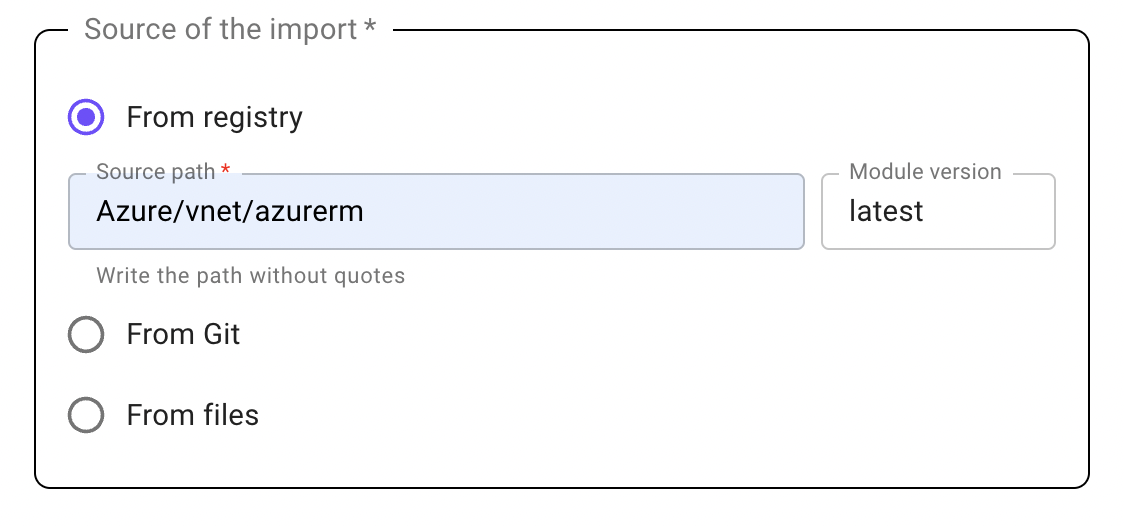 Source of the import *
From registry
Source path *
Module version
Azure/vnet/azurerm
latest
Write the path without quotes
From Git
From files